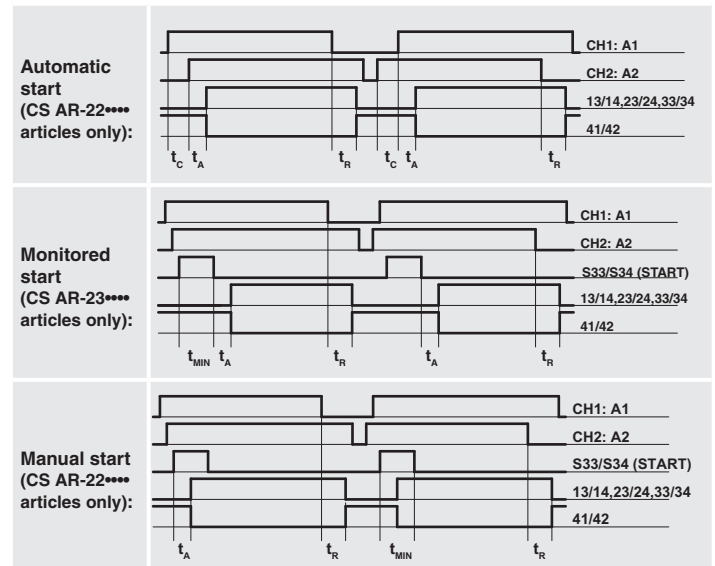 Automatic
start
(CS AR-22••••
articles only):
CH1: A1
CH2: A2
13/14,23/24,33/34
41/42
tC tA tR tC tA tR
Monitored
start
(CS AR-23••••
articles only):
CH1: A1
CH2: A2
S33/S34 (START)
13/14,23/24,33/34
41/42
tMIN tA tR tA tR
Manual start
(CS AR-22••••
articles only):
CH1: A1
CH2: A2
S33/S34 (START)
13/14,23/24,33/34
41/42
tA tR tMIN tR